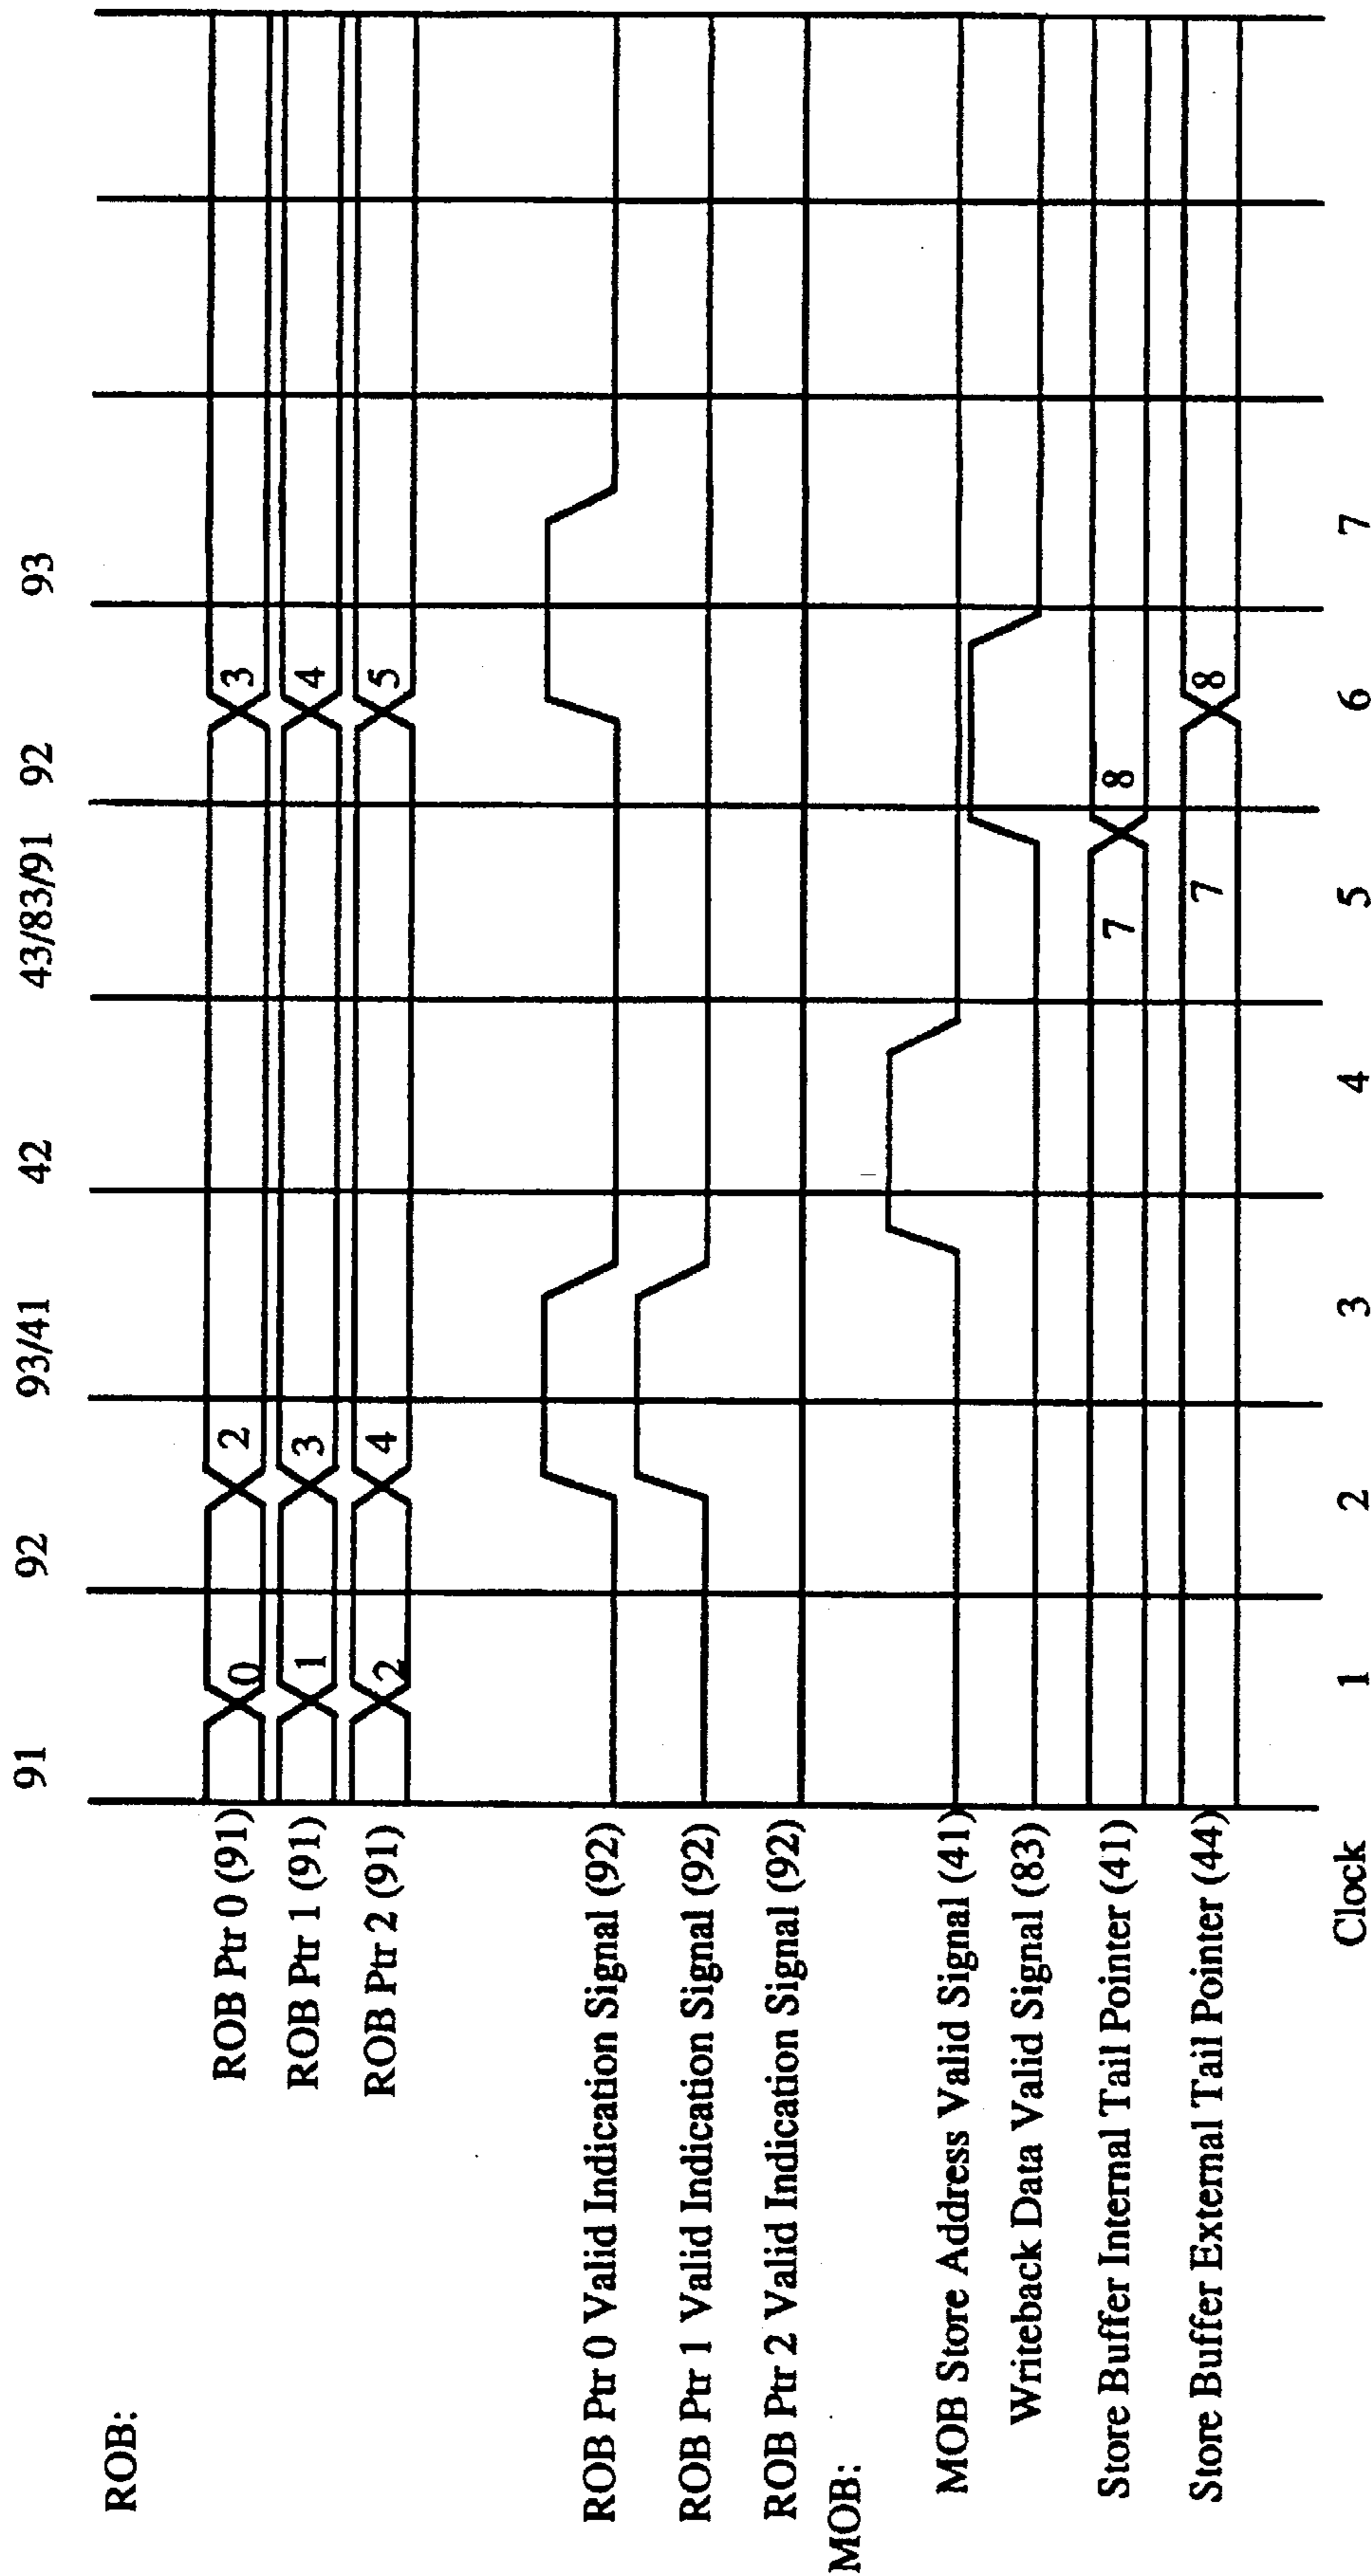 91 92 93/41 42 43/83/91 92 93
ROB:
ROB Ptr 0 (91) 0 2 3
ROB Ptr 1 (91) 1 3 4
ROB Ptr 2 (91) 2 4 5
ROB Ptr 0 Valid Indication Signal (92)
ROB Ptr 1 Valid Indication Signal (92)
ROB Ptr 2 Valid Indication Signal (92)
MOB:
MOB Store Address Valid Signal (41)
Writeback Data Valid Signal (83)
Store Buffer Internal Tail Pointer (41) 7 8
Store Buffer External Tail Pointer (44) 7 8
Clock 1 2 3 4 5 6 7